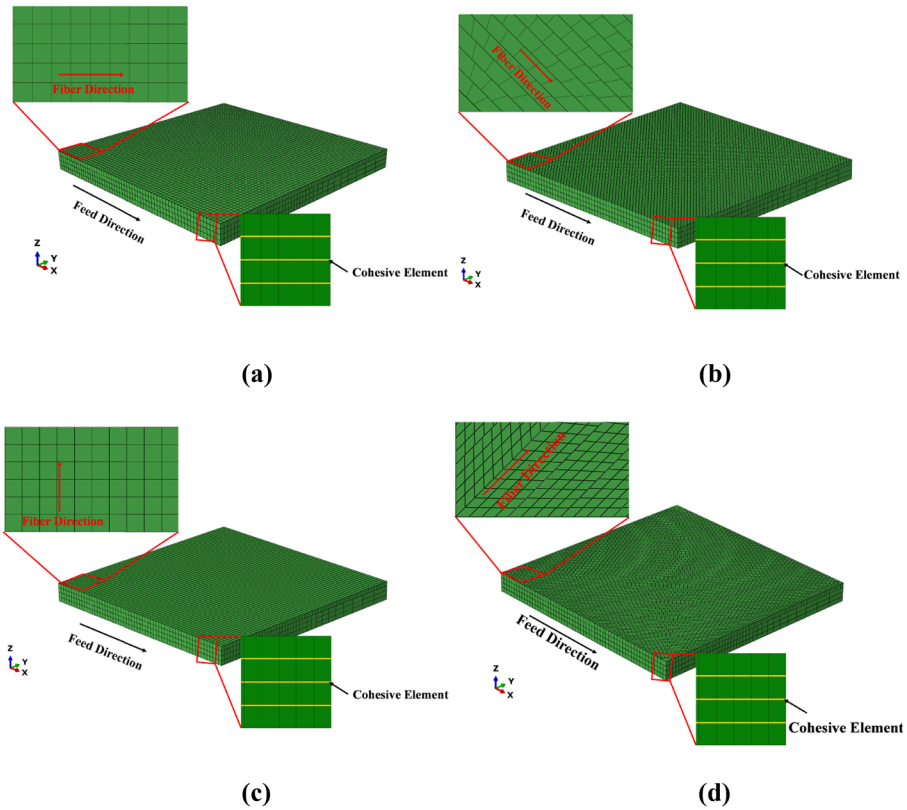 Fiber Direction
Feed Direction
Z
Y
X
Cohesive Element
(a)
Fiber Direction
Feed Direction
Z
Y
X
Cohesive Element
(b)
Fiber Direction
Feed Direction
Z
Y
X
Cohesive Element
(c)
Fiber Direction
Feed Direction
Z
Y
X
Cohesive Element
(d)